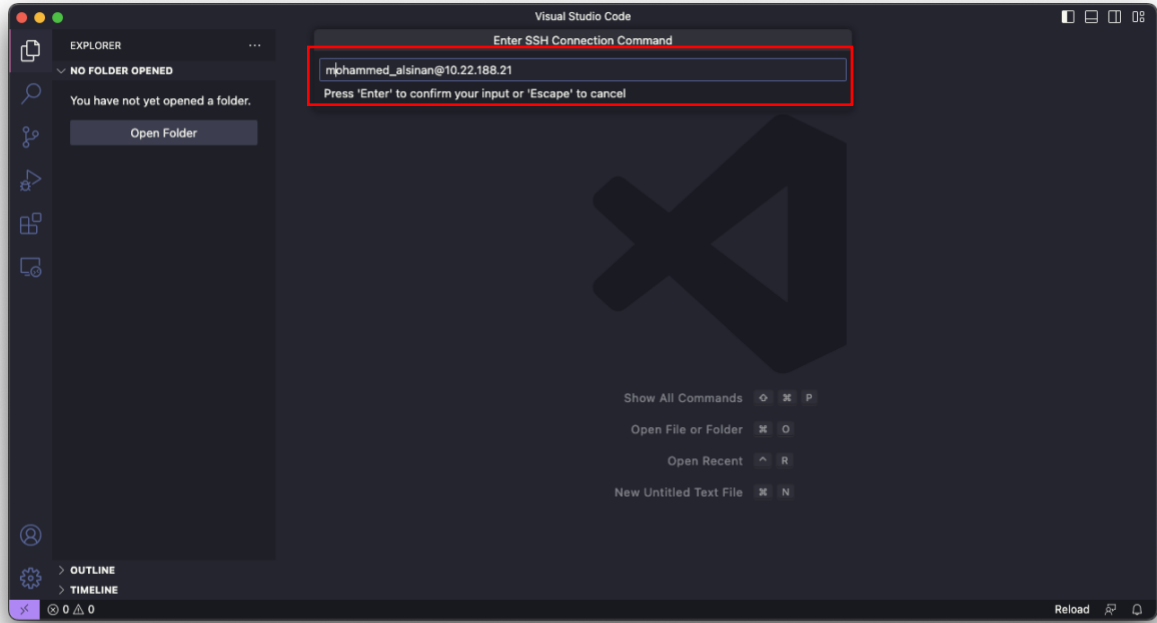 Visual Studio Code
Enter SSH Connection Command
mohammed_alsinan@10.22.188.21
Press 'Enter' to confirm your input or 'Escape' to cancel
EXPLORER ...
NO FOLDER OPENED
You have not yet opened a folder.
Open Folder
Show All Commands ⇧ ⌘ P
Open File or Folder ⌘ O
Open Recent ^ R
New Untitled Text File ⌘ N
OUTLINE
TIMELINE
0 0
Reload